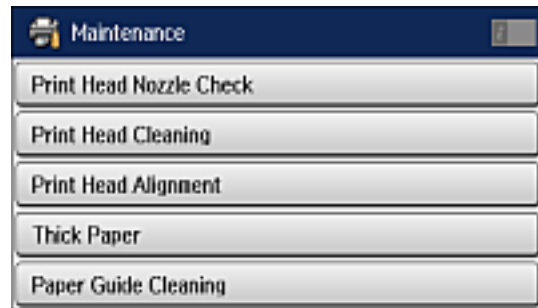 Maintenance
Print Head Nozzle Check
Print Head Cleaning
Print Head Alignment
Thick Paper
Paper Guide Cleaning